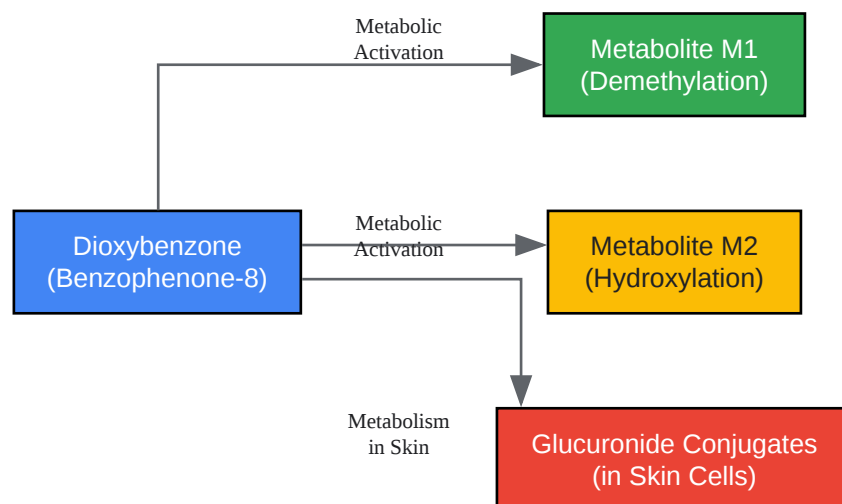 Metabolic
Activation
Metabolite M1
(Demethylation)
Dioxybenzone
(Benzophenone-8)
Metabolic
Activation
Metabolite M2
(Hydroxylation)
Metabolism
in Skin
Glucuronide Conjugates
(in Skin Cells)